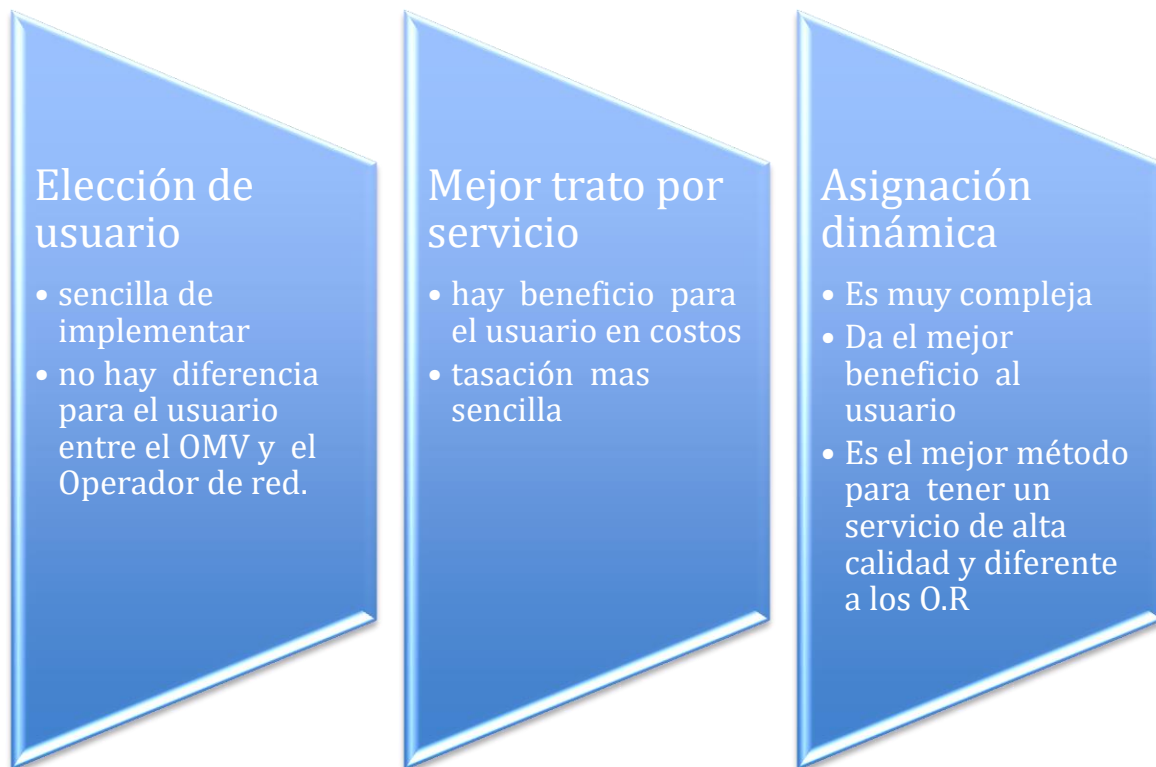 Elección de
usuario
• sencilla de
implementar
• no hay diferencia
para el usuario
entre el OMV y el
Operador de red.
Mejor trato por
servicio
• hay beneficio para
el usuario en costos
• tasación mas
sencilla
Asignación
dinámica
• Es muy compleja
• Da el mejor
beneficio al
usuario
• Es el mejor método
para tener un
servicio de alta
calidad y diferente
a los O.R